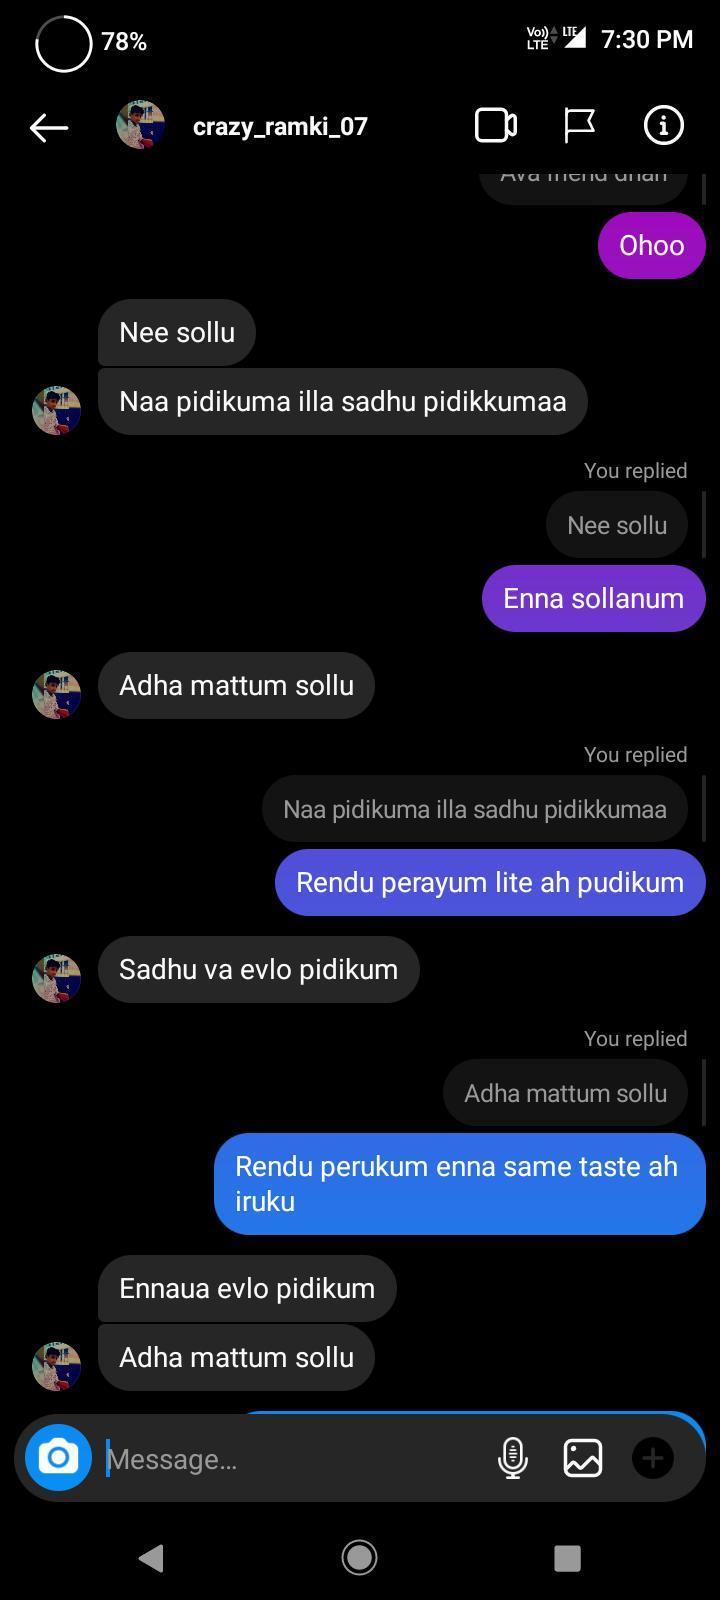 78%
Vo)) LTE LTE 7:30 PM
crazy_ramki_07
Ava friend dhan
Ohoo
Nee sollu
Naa pidikuma illa sadhu pidikkumaa
You replied
Nee sollu
Enna sollanum
Adha mattum sollu
You replied
Naa pidikuma illa sadhu pidikkumaa
Rendu perayum lite ah pudikum
Sadhu va evlo pidikum
You replied
Adha mattum sollu
Rendu perukum enna same taste ah
iruku
Ennaua evlo pidikum
Adha mattum sollu
Message...